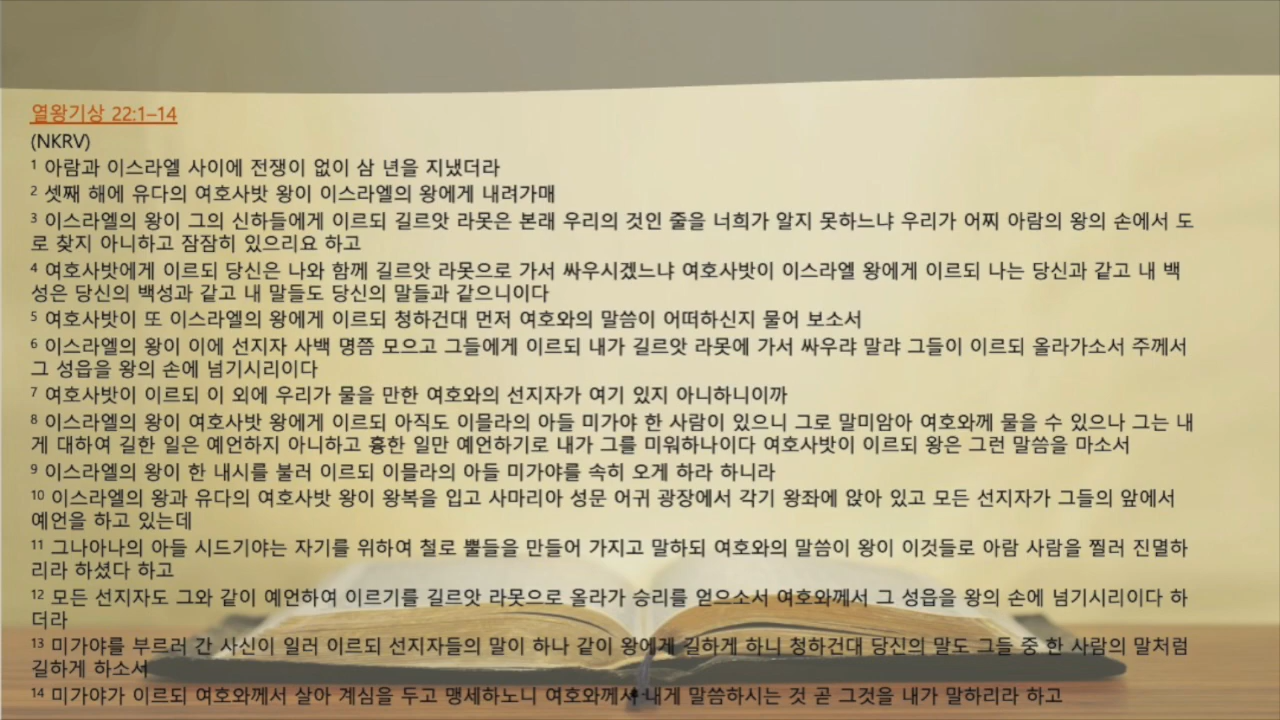 열왕기상 22:1–14
(NKRV)
1 아람과 이스라엘 사이에 전쟁이 없이 삼 년을 지냈더라
2 셋째 해에 유다의 여호사밧 왕이 이스라엘의 왕에게 내려가매
3 이스라엘의 왕이 그의 신하들에게 이르되 길르앗 라못은 본래 우리의 것인 줄을 너희가 알지 못하느냐 우리가 어찌 아람의 왕의 손에서 도
로 찾지 아니하고 잠잠히 있으리요 하고
4 여호사밧에게 이르되 당신은 나와 함께 길르앗 라못으로 가서 싸우시겠느냐 여호사밧이 이스라엘 왕에게 이르되 나는 당신과 같고 내 백
성은 당신의 백성과 같고 내 말들도 당신의 말들과 같으니이다
5 여호사밧이 또 이스라엘의 왕에게 이르되 청하건대 먼저 여호와의 말씀이 어떠하신지 물어 보소서
6 이스라엘의 왕이 이에 선지자 사백 명쯤 모으고 그들에게 이르되 내가 길르앗 라못에 가서 싸우랴 말랴 그들이 이르되 올라가소서 주께서
그 성읍을 왕의 손에 넘기시리이다
7 여호사밧이 이르되 이 외에 우리가 물을 만한 여호와의 선지자가 여기 있지 아니하니이까
8 이스라엘의 왕이 여호사밧 왕에게 이르되 아직도 이믈라의 아들 미가야 한 사람이 있으니 그로 말미암아 여호와께 물을 수 있으나 그는 내
게 대하여 길한 일은 예언하지 아니하고 흉한 일만 예언하기로 내가 그를 미워하나이다 여호사밧이 이르되 왕은 그런 말씀을 마소서
9 이스라엘의 왕이 한 내시를 불러 이르되 이믈라의 아들 미가야를 속히 오게 하라 하니라
10 이스라엘의 왕과 유다의 여호사밧 왕이 왕복을 입고 사마리아 성문 어귀 광장에서 각기 왕좌에 앉아 있고 모든 선지자가 그들의 앞에서
예언을 하고 있는데
11 그나아나의 아들 시드기야는 자기를 위하여 철로 뿔들을 만들어 가지고 말하되 여호와의 말씀이 왕이 이것들로 아람 사람을 찔러 진멸하
리라 하셨다 하고
12 모든 선지자도 그와 같이 예언하여 이르기를 길르앗 라못으로 올라가 승리를 얻으소서 여호와께서 그 성읍을 왕의 손에 넘기시리이다 하
더라
13 미가야를 부르러 간 사신이 일러 이르되 선지자들의 말이 하나 같이 왕에게 길하게 하니 청하건대 당신의 말도 그들 중 한 사람의 말처럼
길하게 하소서
14 미가야가 이르되 여호와께서 살아 계심을 두고 맹세하노니 여호와께서 내게 말씀하시는 것 곧 그것을 내가 말하리라 하고